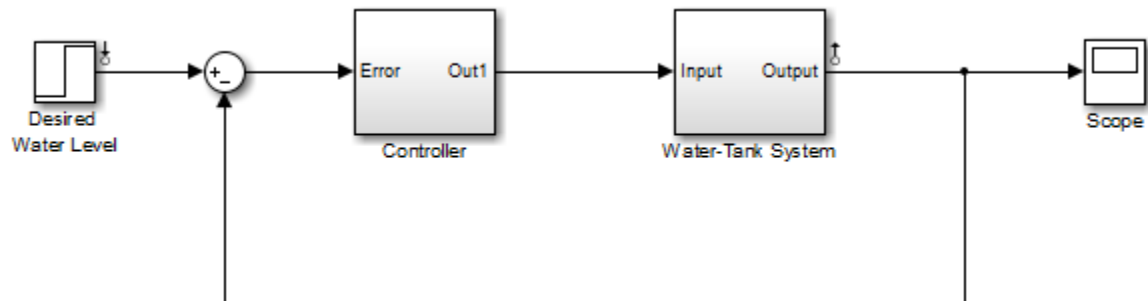 Desired
Water Level
+
−
Error
Out1
Controller
Input
Output
Water-Tank System
Scope